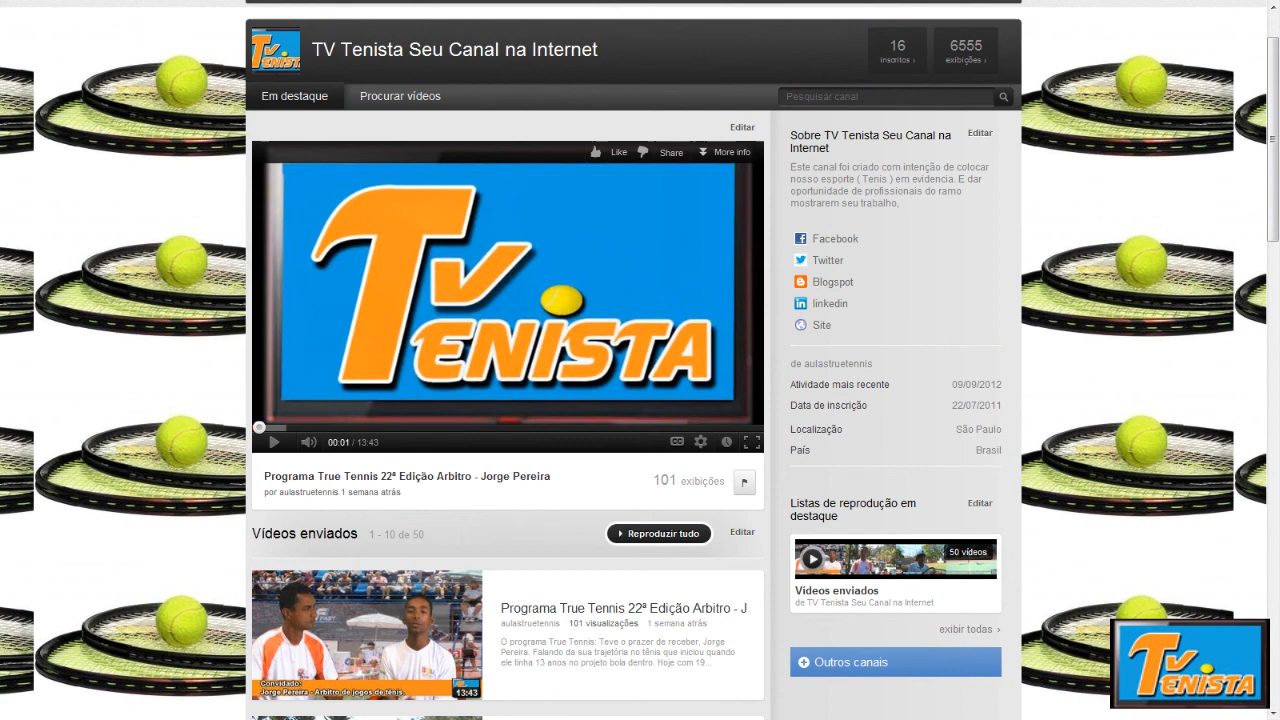 TV TENISTA
TV Tenista Seu Canal na Internet
16
inscritos ›
6555
exibições ›
Em destaque
Procurar vídeos
Pesquisar canal
Editar
Like
Share
More info
TV TENISTA
00:01 / 13:43
CC
Programa True Tennis 22ª Edição Arbitro - Jorge Pereira
por aulastruetennis 1 semana atrás
101 exibições
Vídeos enviados 1 - 10 de 50
Reproduzir tudo
Editar
Convidado:
Jorge Pereira - Arbitro de jogos de tênis
13:43
Programa True Tennis 22ª Edição Arbitro - J
aulastruetennis 101 visualizações 1 semana atrás
O programa True Tennis: Teve o prazer de receber, Jorge
Pereira. Falando da sua trajetória no tênis que iniciou quando
ele tinha 13 anos no projeto bola dentro. Hoje com 19...
Sobre TV Tenista Seu Canal na
Internet
Editar
Este canal foi criado com intenção de colocar
nosso esporte ( Tenis ) em evidencia. E dar
oportunidade de profissionais do ramo
mostrarem seu trabalho,
Facebook
Twitter
Blogspot
linkedin
Site
de aulastruetennis
Atividade mais recente 09/09/2012
Data de inscrição 22/07/2011
Localização São Paulo
País Brasil
Listas de reprodução em
destaque
Editar
50 vídeos
Vídeos enviados
de TV Tenista Seu Canal na Internet
exibir todas ›
Outros canais
TV TENISTA